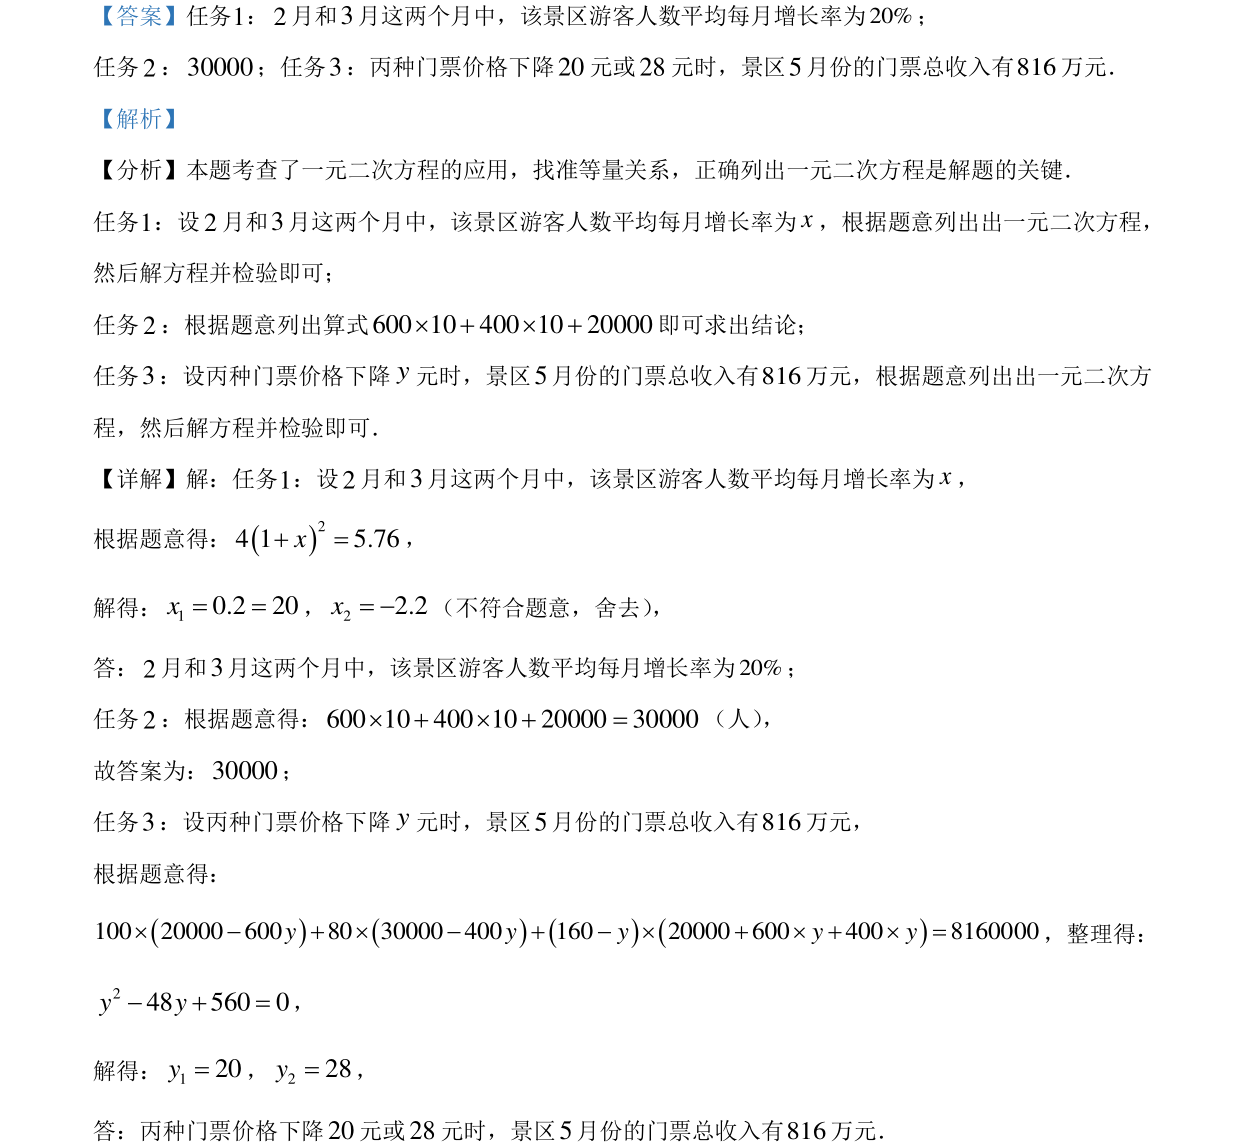 【答案】任务1：2月和3月这两个月中，该景区游客人数平均每月增长率为20%；
任务2：30000；任务3：丙种门票价格下降20元或28元时，景区5月份的门票总收入有816万元．
【解析】
【分析】本题考查了一元二次方程的应用，找准等量关系，正确列出一元二次方程是解题的关键．
任务1：设2月和3月这两个月中，该景区游客人数平均每月增长率为x，根据题意列出出一元二次方程，
然后解方程并检验即可；
任务2：根据题意列出算式600×10+400×10+20000即可求出结论；
任务3：设丙种门票价格下降y元时，景区5月份的门票总收入有816万元，根据题意列出出一元二次方
程，然后解方程并检验即可．
【详解】解：任务1：设2月和3月这两个月中，该景区游客人数平均每月增长率为x，
根据题意得：4(1+x)²=5.76，
解得：x₁=0.2=20，x₂=−2.2（不符合题意，舍去），
答：2月和3月这两个月中，该景区游客人数平均每月增长率为20%；
任务2：根据题意得：600×10+400×10+20000=30000（人），
故答案为：30000；
任务3：设丙种门票价格下降y元时，景区5月份的门票总收入有816万元，
根据题意得：
100×(20000−600y)+80×(30000−400y)+(160−y)×(20000+600×y+400×y)=8160000，整理得：
y²−48y+560=0，
解得：y₁=20，y₂=28，
答：丙种门票价格下降20元或28元时，景区5月份的门票总收入有816万元．